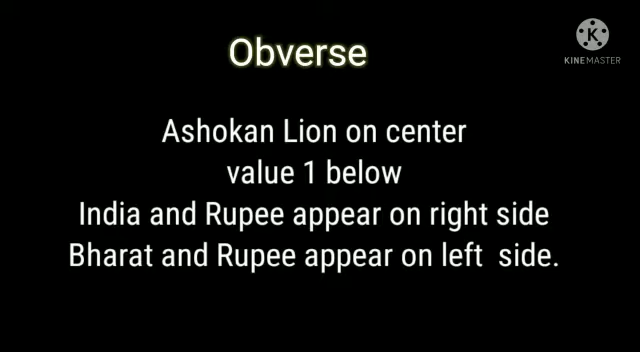 Obverse
K
KINEMASTER
Ashokan Lion on center
value 1 below
India and Rupee appear on right side
Bharat and Rupee appear on left  side.